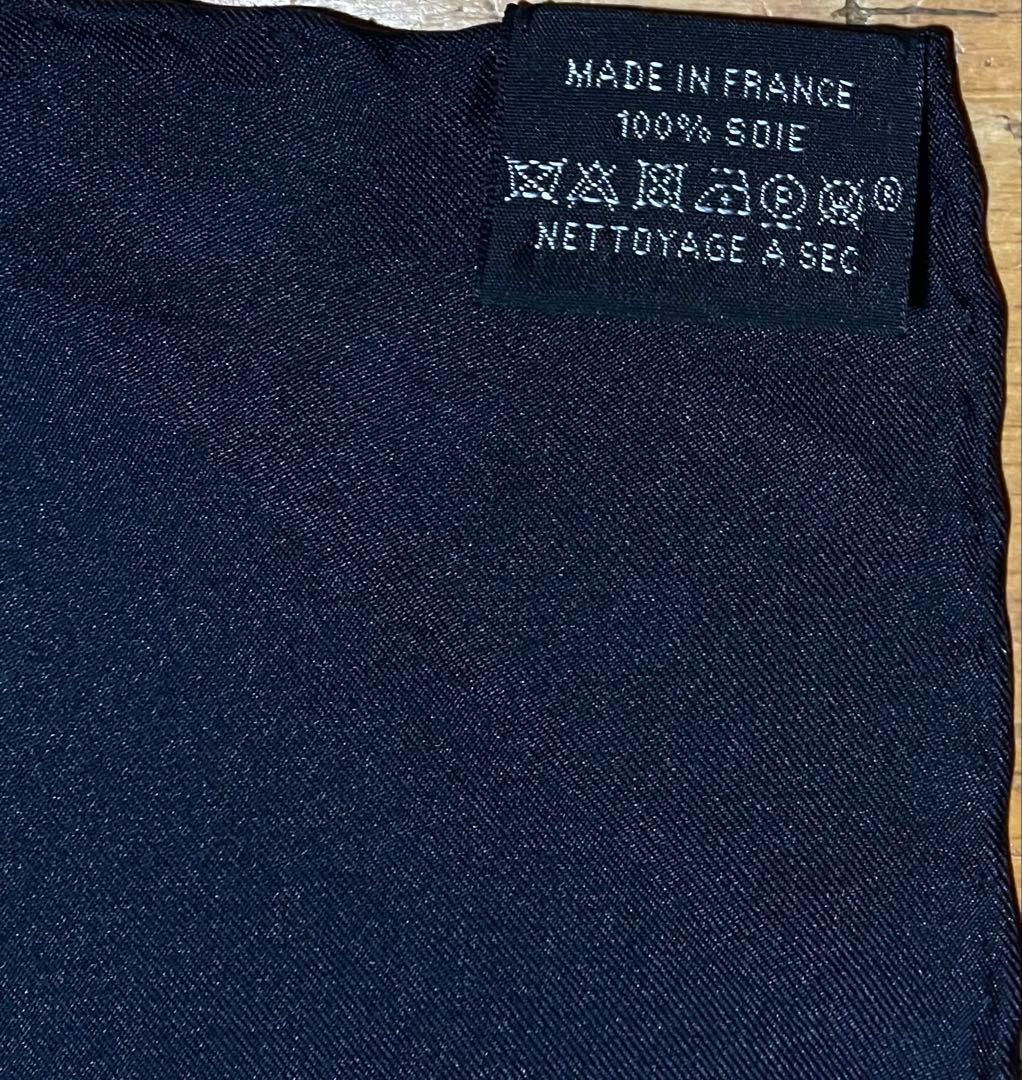 MADE IN FRANCE
100% SOIE
P W ®
NETTOYAGE A SEC